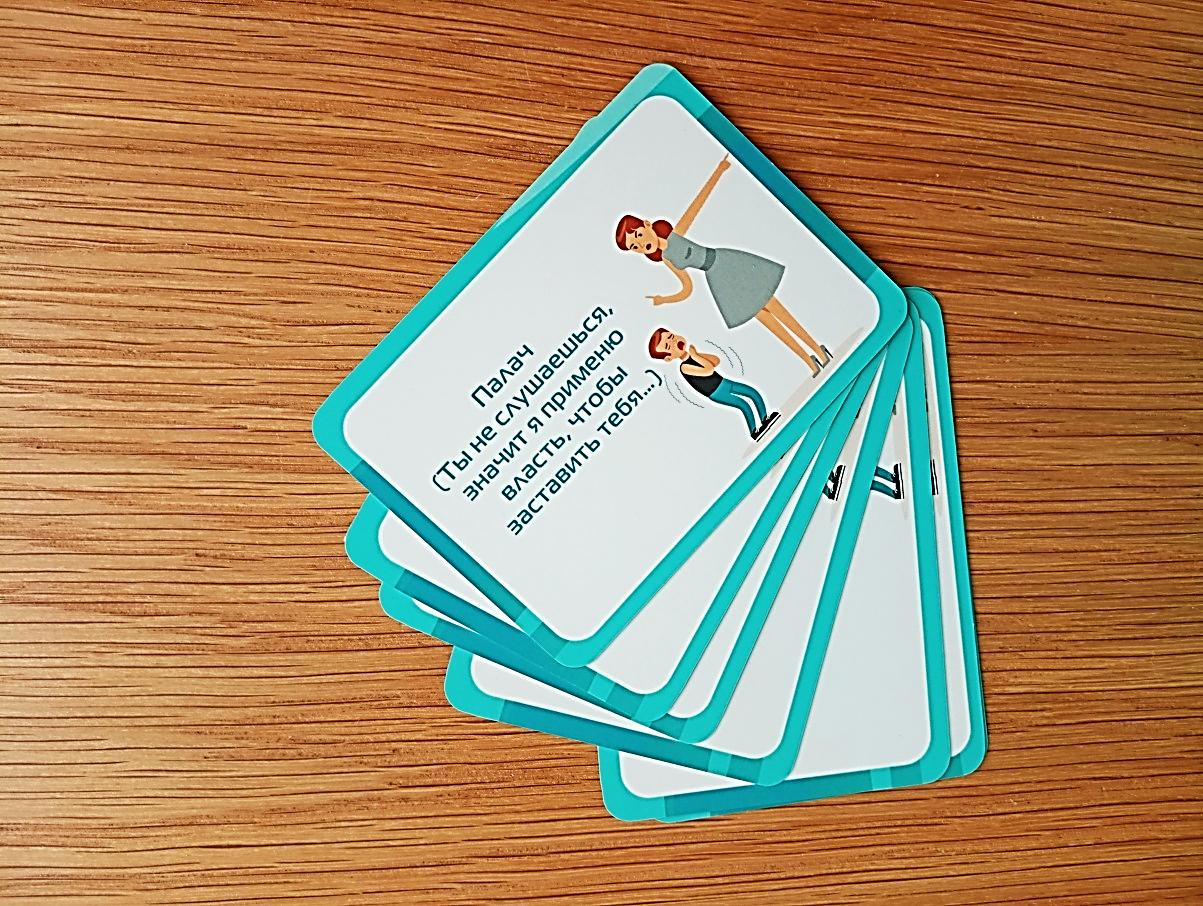 Палач
(Ты не слушаешься,
значит я применю
власть, чтобы
заставить тебя...)